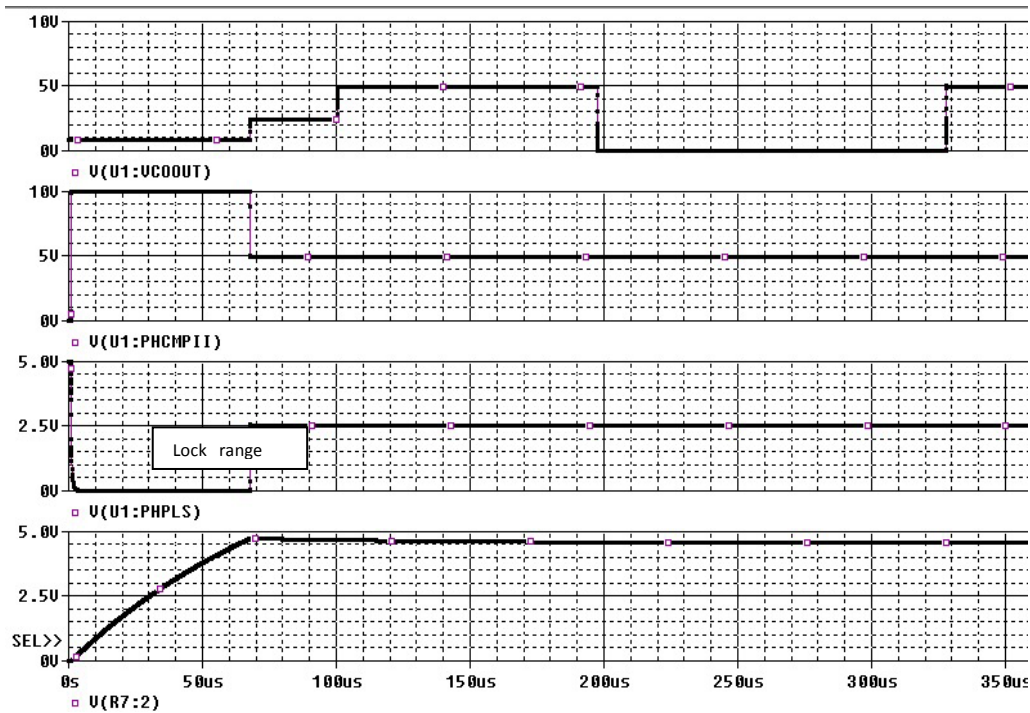 10V
5V
0V
V(U1:VCOOUT)
10V
5V
0V
V(U1:PHCMPII)
5.0V
2.5V
Lock range
0V
V(U1:PHPLS)
5.0V
2.5V
SEL>>
0V
0s 50us 100us 150us 200us 250us 300us 350us
V(R7:2)